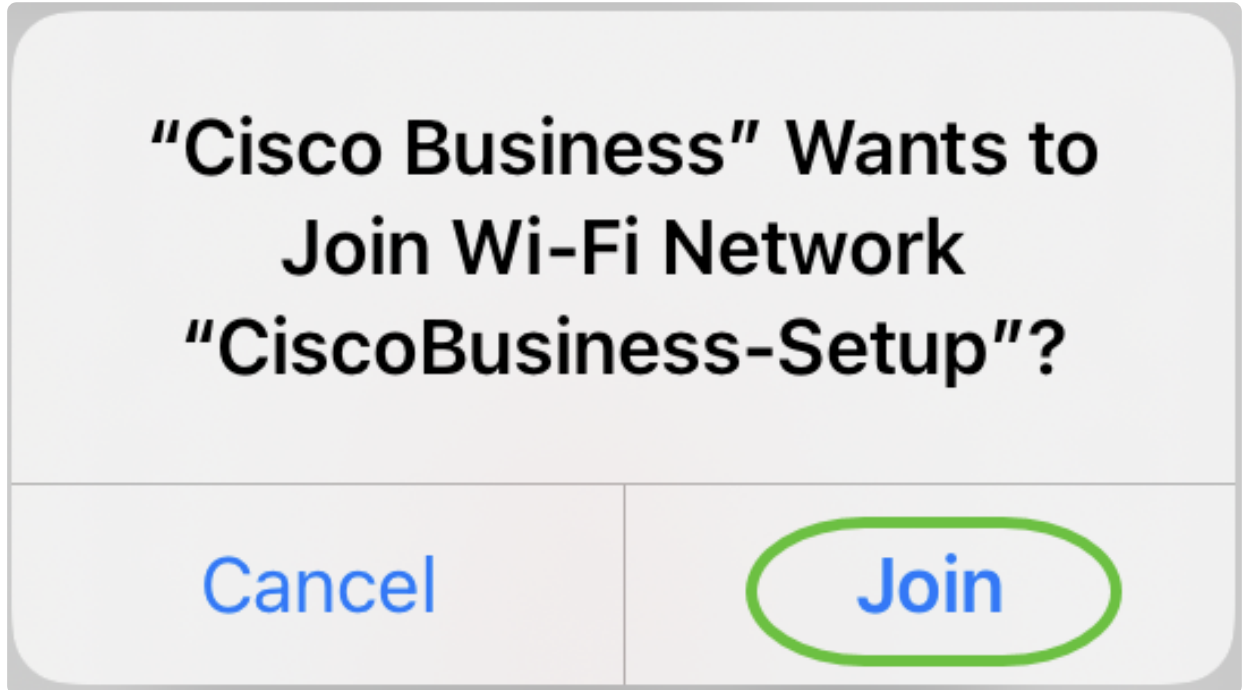 “Cisco Business” Wants to
Join Wi-Fi Network
“CiscoBusiness-Setup”?
Cancel
Join